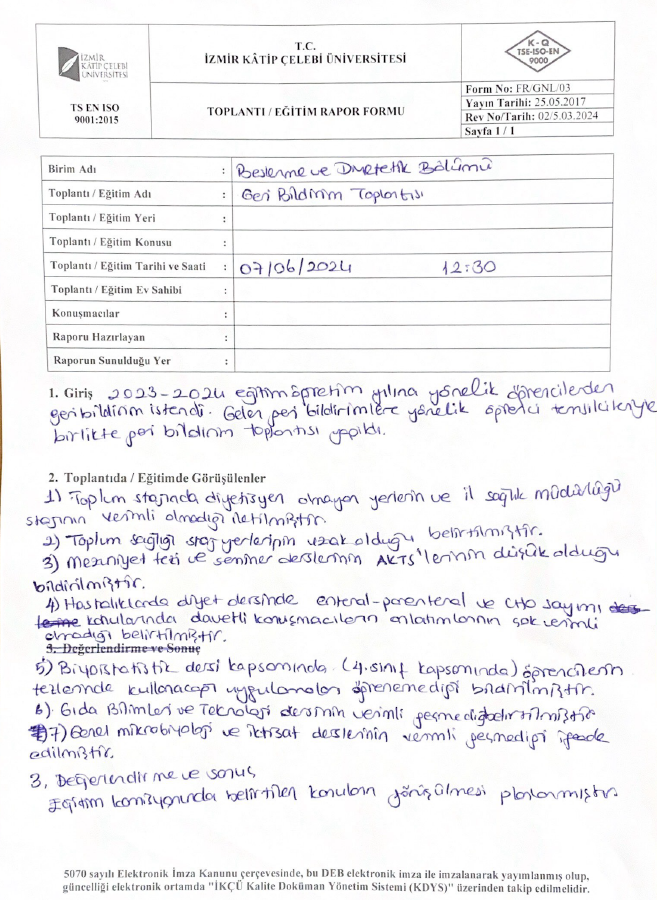 İZMİR
KÂTİP ÇELEBİ
ÜNİVERSİTESİ
TS EN ISO
9001:2015
T.C.
İZMİR KÂTİP ÇELEBİ ÜNİVERSİTESİ
TOPLANTI / EĞİTİM RAPOR FORMU
K - Q
TSE-ISO-EN
9000
Form No: FR/GNL/03
Yayın Tarihi: 25.05.2017
Rev No/Tarih: 02/5.03.2024
Sayfa 1 / 1
Birim Adı : Beslenme ve Diyetetik Bölümü
Toplantı / Eğitim Adı : Geri Bildirim Toplantısı
Toplantı / Eğitim Yeri :
Toplantı / Eğitim Konusu :
Toplantı / Eğitim Tarihi ve Saati : 07/06/2024 12:30
Toplantı / Eğitim Ev Sahibi :
Konuşmacılar :
Raporu Hazırlayan :
Raporun Sunulduğu Yer :
1. Giriş 2023-2024 eğitim öğretim yılına yönelik öğrencilerden
geri bildirim istendi. Gelen geri bildirimlere yönelik öğrenci temsilcileriyle
birlikte geri bildirim toplantısı yapıldı.
2. Toplantıda / Eğitimde Görüşülenler
1) Toplum stajında diyetisyen olmayan yerlerin ve il sağlık müdürlüğü
stajının verimli olmadığı iletilmiştir.
2) Toplum sağlığı staj yerlerinin uzak olduğu belirtilmiştir.
3) Mezuniyet tezi ve seminer derslerinin AKTS'lerinin düşük olduğu
bildirilmiştir.
4) Hastalıklarda diyet dersinde enteral-parenteral ve CHO sayımı
konularında davetli konuşmacıların anlatımlarının çok verimli
olmadığı belirtilmiştir.
3. Değerlendirme ve Sonuç
5) Biyoistatistik dersi kapsamında (4.sınıf kapsamında) öğrencilerin
tezlerinde kullanacağı uygulamaları öğrenemediği bildirilmiştir.
6) Gıda Bilimleri ve Teknoloji dersinin verimli geçmediği belirtilmiştir
7) Genel mikrobiyoloji ve iktisat derslerinin verimli geçmediği ifade
edilmiştir.
3, Değerlendirme ve sonuç
Eğitim komisyonunda belirtilen konuların görüşülmesi planlanmıştır.
5070 sayılı Elektronik İmza Kanunu çerçevesinde, bu DEB elektronik imza ile imzalanarak yayımlanmış olup,
güncelliği elektronik ortamda "İKÇÜ Kalite Doküman Yönetim Sistemi (KDYS)" üzerinden takip edilmelidir.